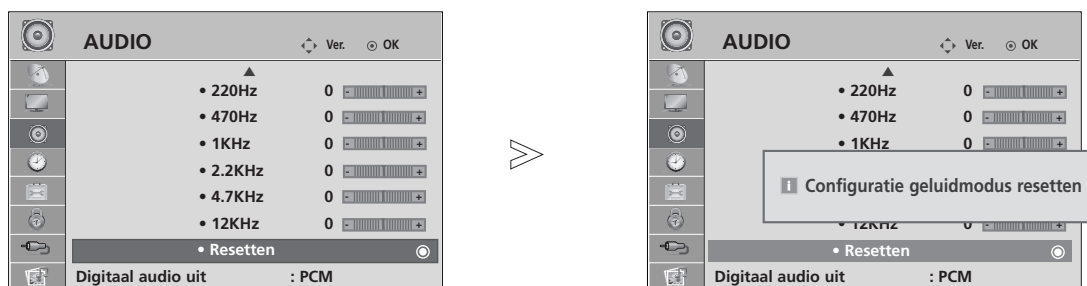 AUDIO Ver. OK
• 220Hz 0 - +
• 470Hz 0 - +
• 1KHz 0 - +
• 2.2KHz 0 - +
• 4.7KHz 0 - +
• 12KHz 0 - +
• Resetten
Digitaal audio uit : PCM
AUDIO Ver. OK
• 220Hz 0 - +
• 470Hz 0 - +
• 1KHz 0 - +
i Configuratie geluidmodus resetten
• 12KHz 0 - +
• Resetten
Digitaal audio uit : PCM